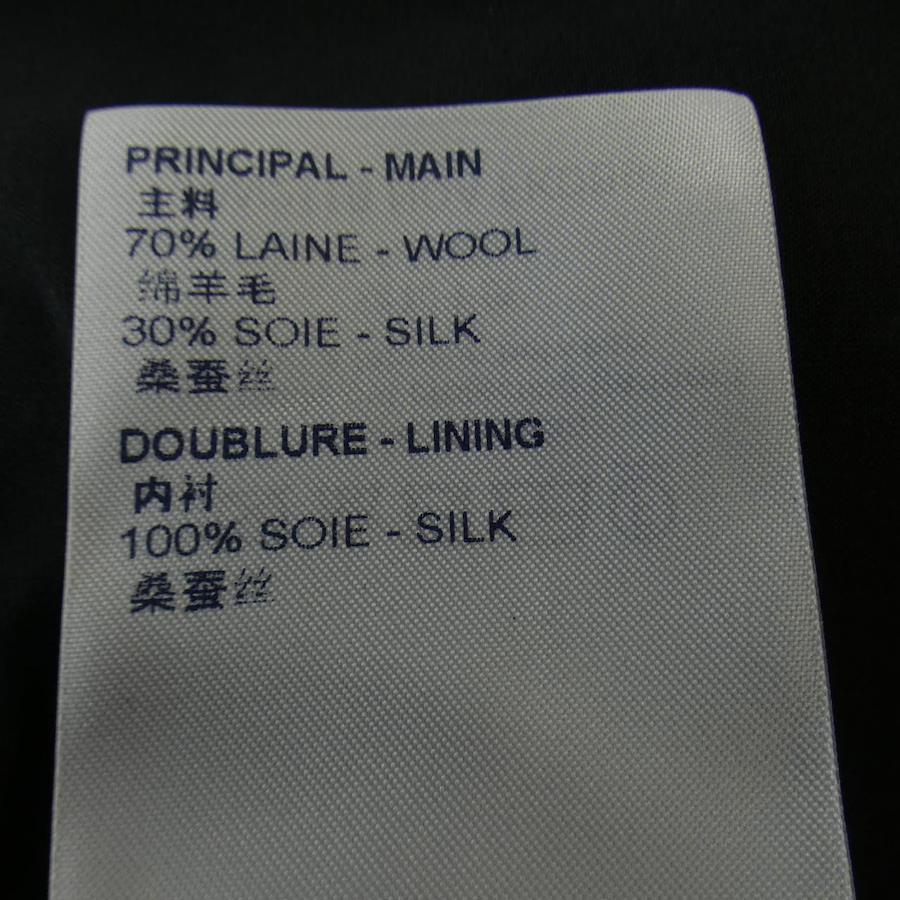 PRINCIPAL - MAIN
主料
70% LAINE - WOOL
绵羊毛
30% SOIE - SILK
桑蚕丝
DOUBLURE - LINING
内衬
100% SOIE - SILK
桑蚕丝